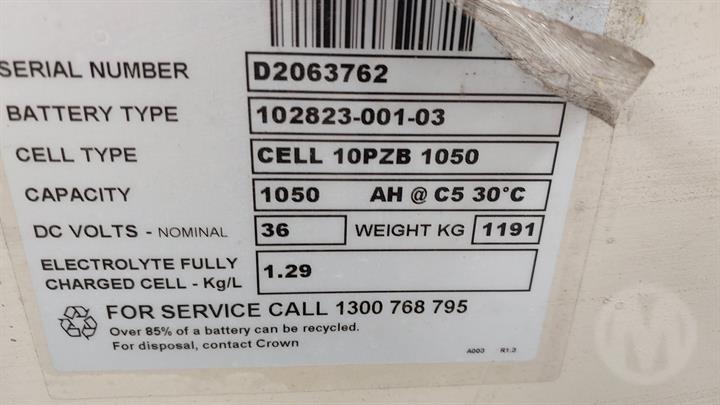 SERIAL NUMBER D2063762
BATTERY TYPE 102823-001-03
CELL TYPE CELL 10PZB 1050
CAPACITY 1050 AH @ C5 30°C
DC VOLTS - NOMINAL 36 WEIGHT KG 1191
ELECTROLYTE FULLY
CHARGED CELL - Kg/L 1.29
FOR SERVICE CALL 1300 768 795
Over 85% of a battery can be recycled.
For disposal, contact Crown
A003 R1.3
M